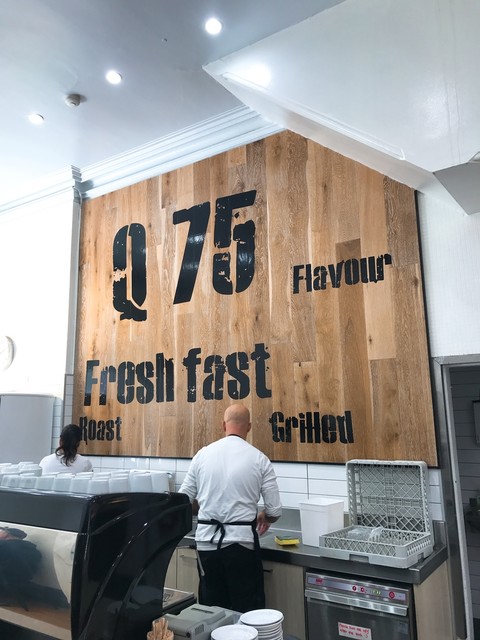 Q 75
Flavour
Fresh fast
Roast
Grilled